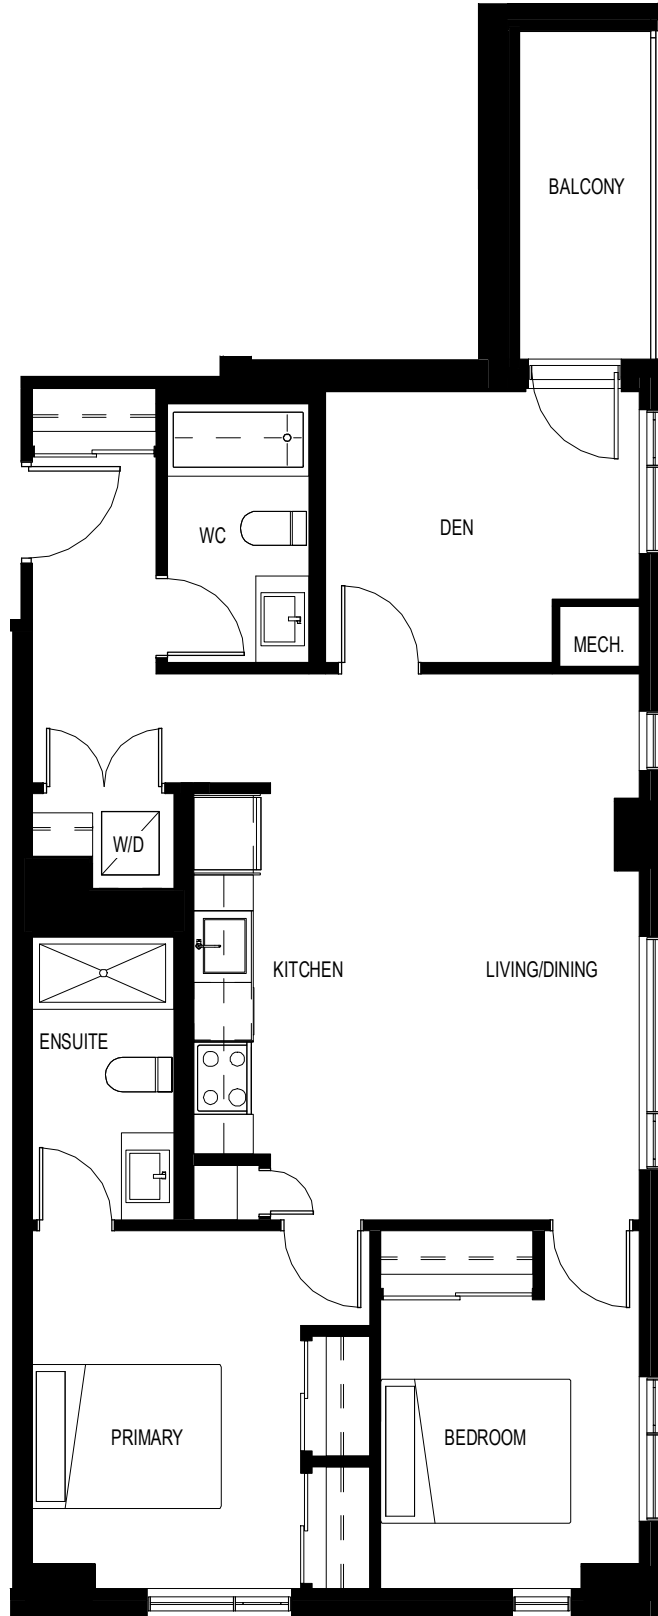 BALCONY
WC
DEN
MECH.
W/D
KITCHEN
LIVING/DINING
ENSUITE
PRIMARY
BEDROOM